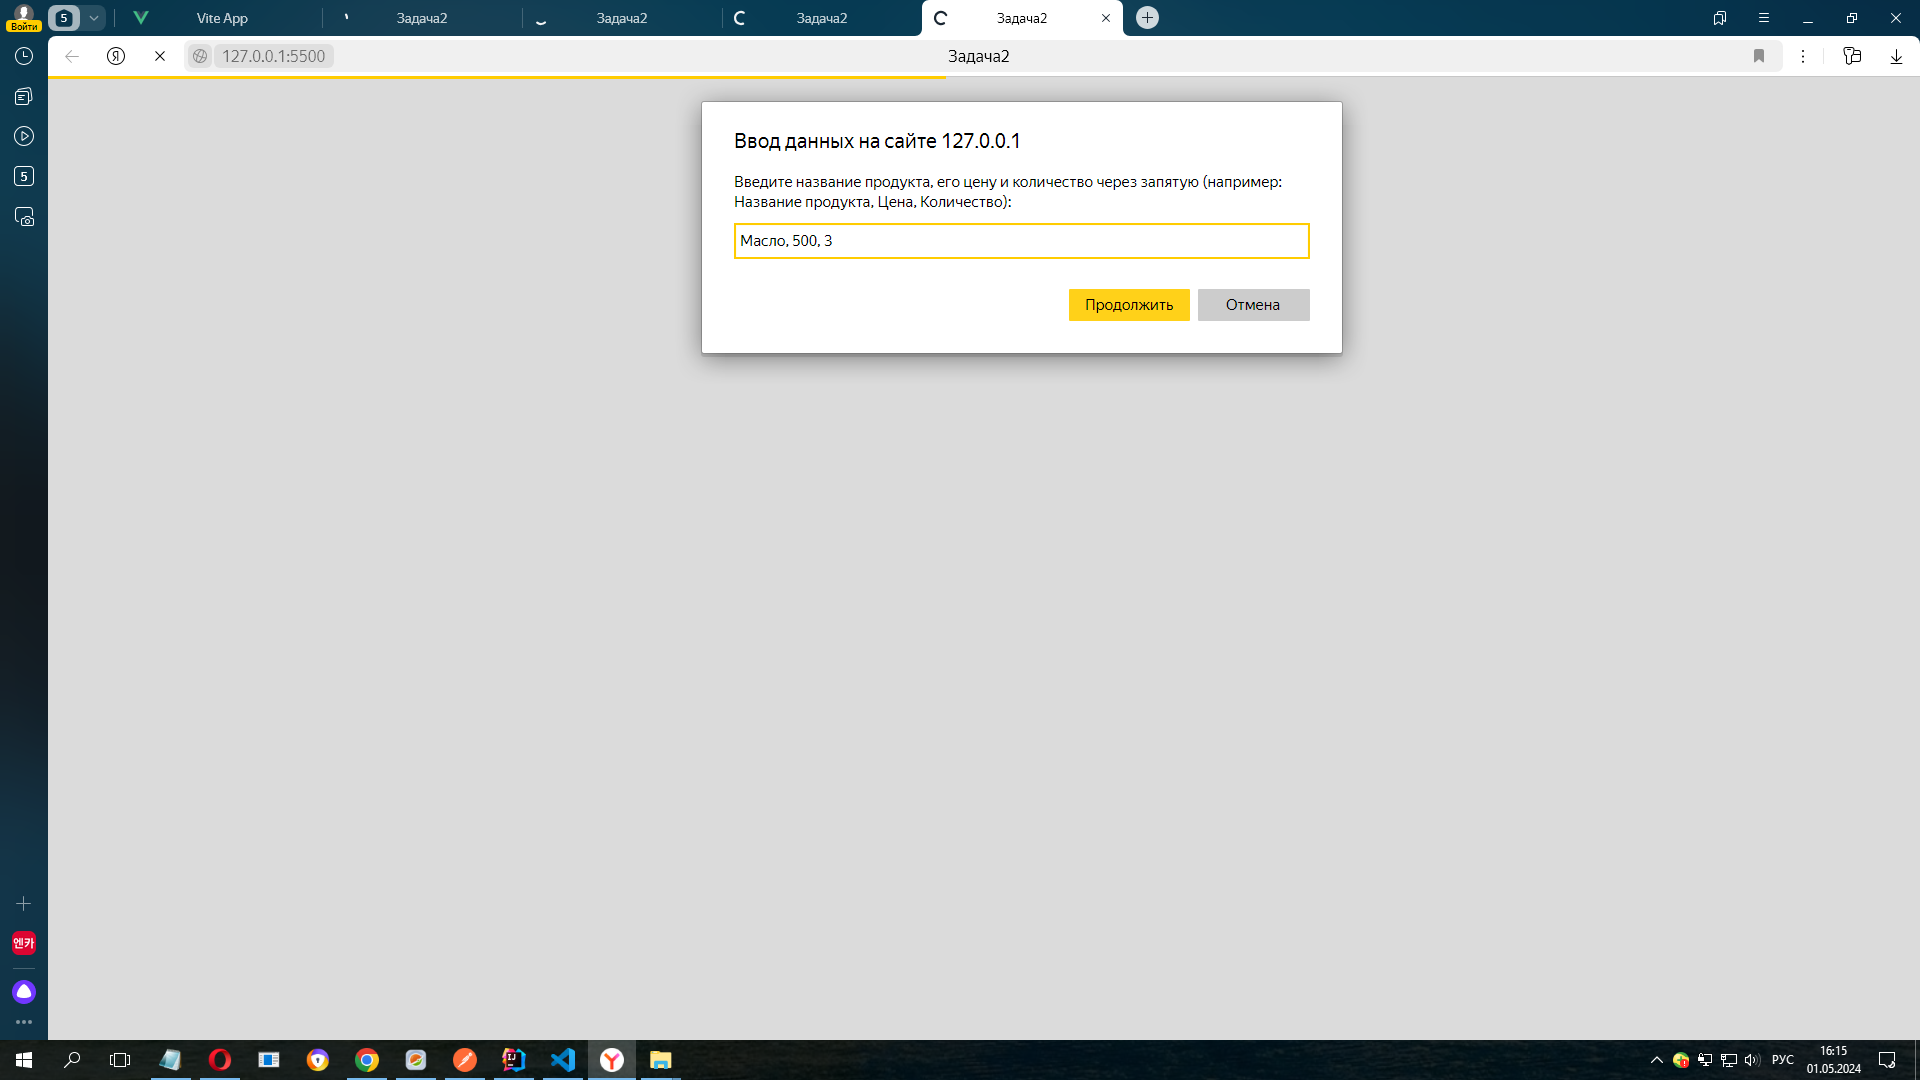 5
Vite App
Задача2
Задача2
Задача2
Задача2
Войти
Я
127.0.0.1:5500
Задача2
5
Ввод данных на сайте 127.0.0.1
Введите название продукта, его цену и количество через запятую (например:
Название продукта, Цена, Количество):
Масло, 500, 3
Продолжить
Отмена
엔카
IJ
Y
РУС
16:15
01.05.2024